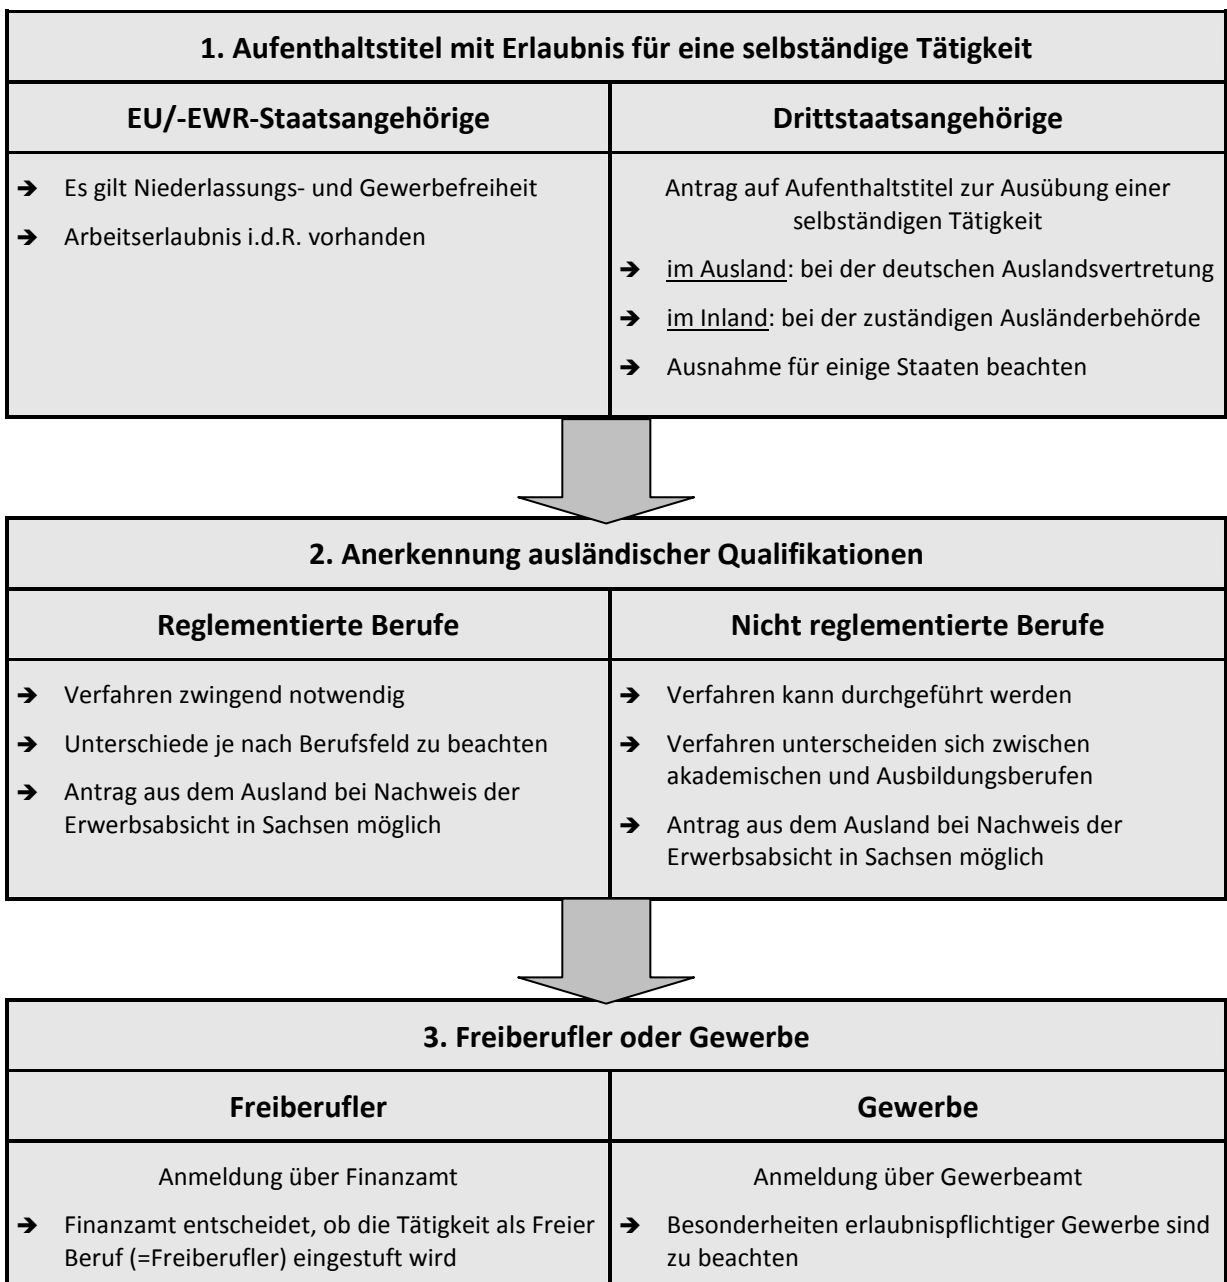 1. Aufenthaltstitel mit Erlaubnis für eine selbständige Tätigkeit
EU/-EWR-Staatsangehörige
➔ Es gilt Niederlassungs- und Gewerbefreiheit
➔ Arbeitserlaubnis i.d.R. vorhanden
Drittstaatsangehörige
Antrag auf Aufenthaltstitel zur Ausübung einer
selbständigen Tätigkeit
➔ im Ausland: bei der deutschen Auslandsvertretung
➔ im Inland: bei der zuständigen Ausländerbehörde
➔ Ausnahme für einige Staaten beachten
2. Anerkennung ausländischer Qualifikationen
Reglementierte Berufe
➔ Verfahren zwingend notwendig
➔ Unterschiede je nach Berufsfeld zu beachten
➔ Antrag aus dem Ausland bei Nachweis der
Erwerbsabsicht in Sachsen möglich
Nicht reglementierte Berufe
➔ Verfahren kann durchgeführt werden
➔ Verfahren unterscheiden sich zwischen
akademischen und Ausbildungsberufen
➔ Antrag aus dem Ausland bei Nachweis der
Erwerbsabsicht in Sachsen möglich
3. Freiberufler oder Gewerbe
Freiberufler
Anmeldung über Finanzamt
➔ Finanzamt entscheidet, ob die Tätigkeit als Freier
Beruf (=Freiberufler) eingestuft wird
Gewerbe
Anmeldung über Gewerbeamt
➔ Besonderheiten erlaubnispflichtiger Gewerbe sind
zu beachten